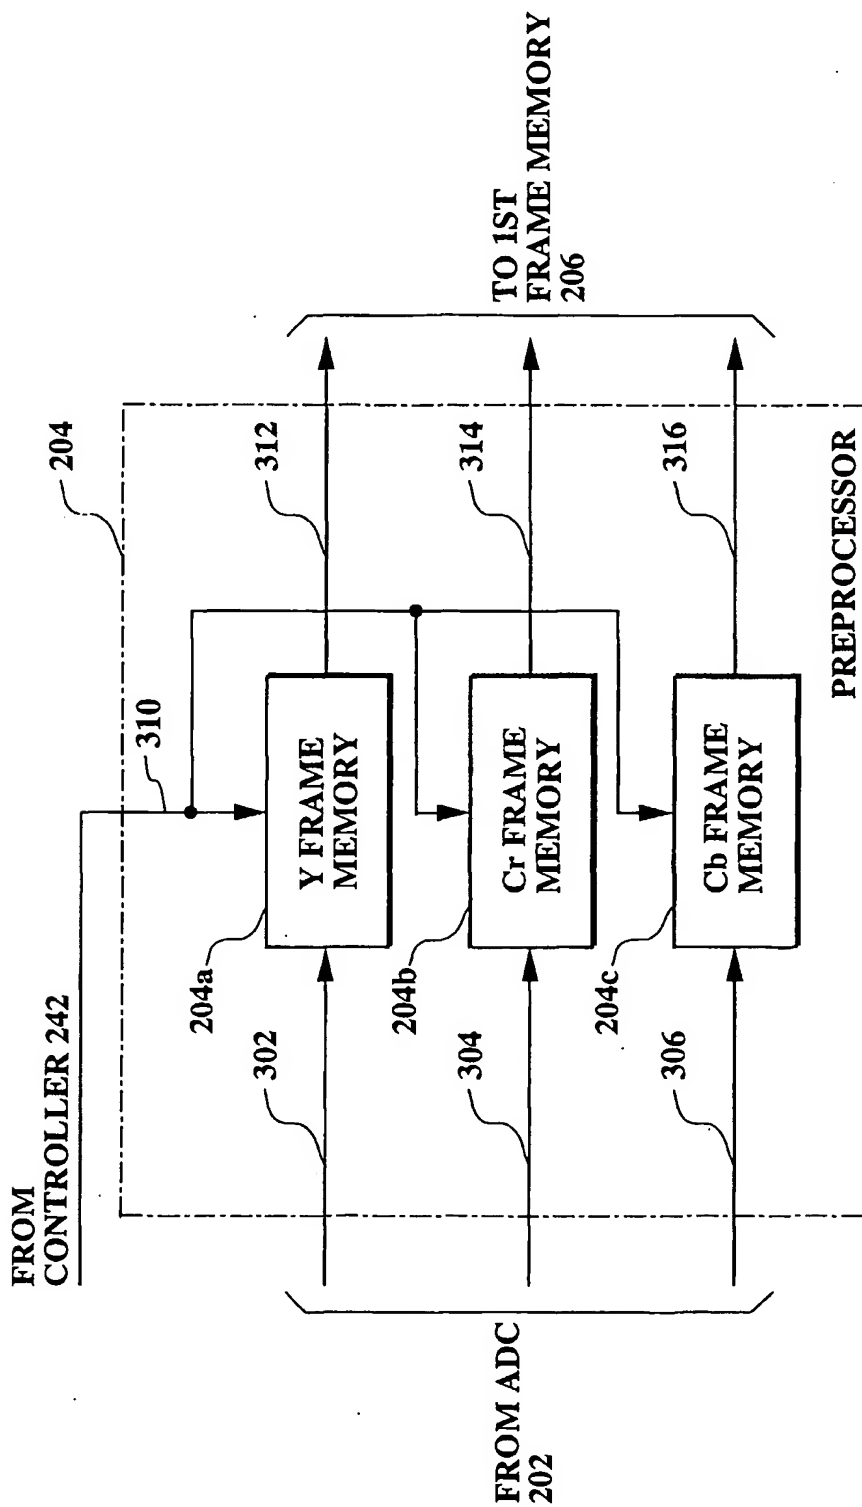 FROM
CONTROLLER 242
310
204
302
204a
Y FRAME
MEMORY
312
FROM ADC
202
304
204b
Cr FRAME
MEMORY
314
TO 1ST
FRAME MEMORY
206
306
204c
Cb FRAME
MEMORY
316
PREPROCESSOR